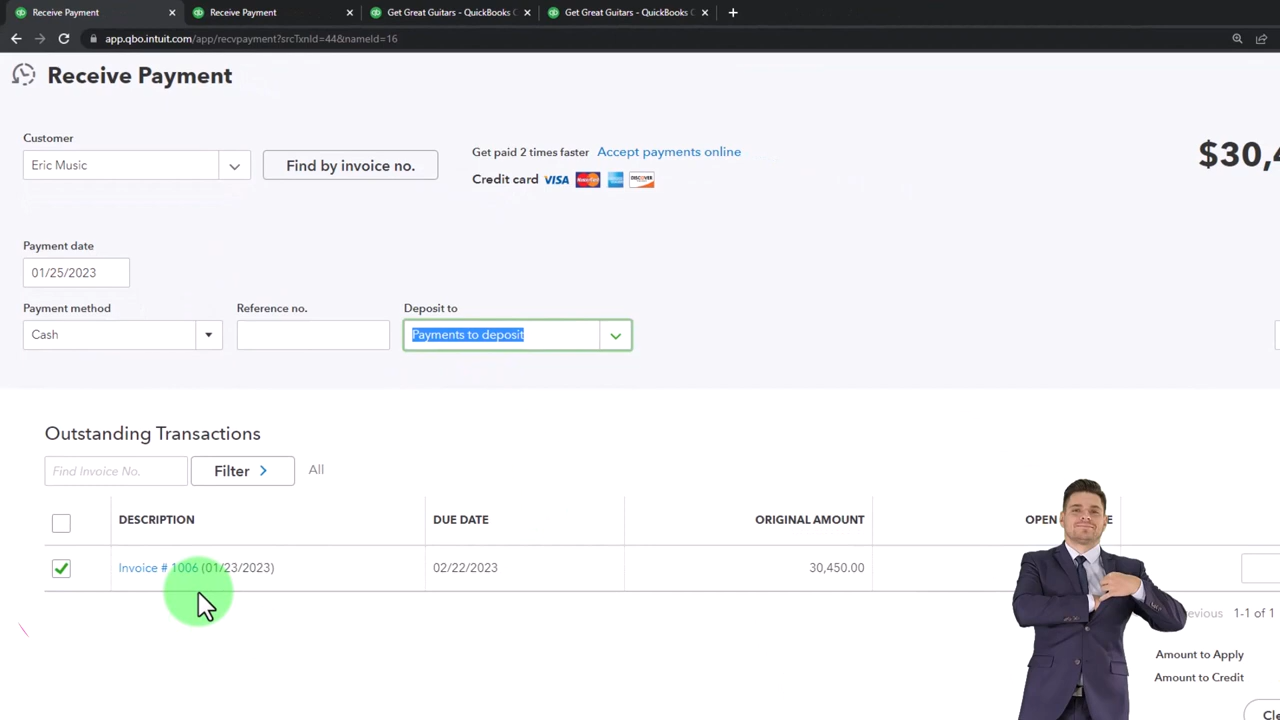 Receive Payment
Receive Payment
Get Great Guitars - QuickBooks
Get Great Guitars - QuickBooks
app.qbo.intuit.com/app/recvpayment?srcTxnId=44&nameId=16
Receive Payment
Customer
Eric Music
Find by invoice no.
Get paid 2 times faster Accept payments online
Credit card VISA MasterCard DISCOVER
$30,4
Payment date
01/25/2023
Payment method
Reference no.
Deposit to
Cash
Payments to deposit
Outstanding Transactions
Find Invoice No.
Filter
All
DESCRIPTION
DUE DATE
ORIGINAL AMOUNT
OPEN
Invoice # 1006 (01/23/2023)
02/22/2023
30,450.00
1-1 of 1
Amount to Apply
Amount to Credit